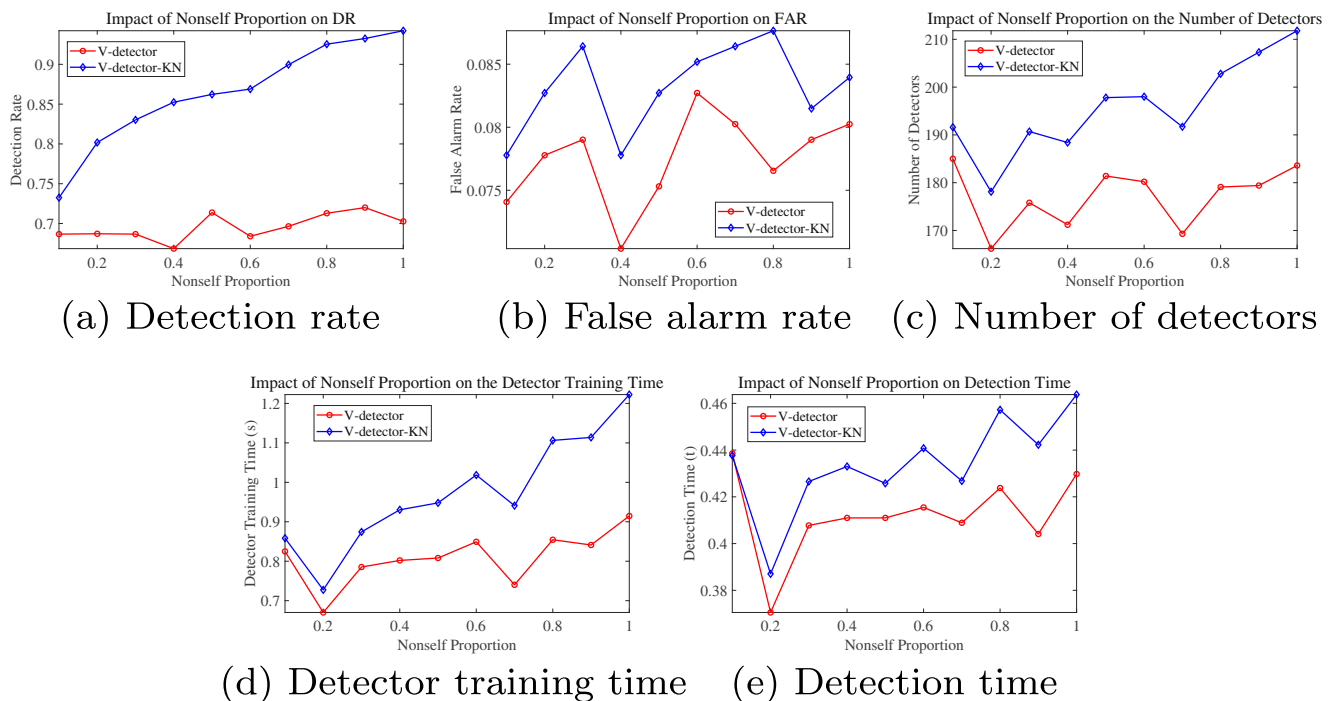 Impact of Nonself Proportion on DR
V-detector
V-detector-KN
Detection Rate
0.9
0.85
0.8
0.75
0.7
0.2 0.4 0.6 0.8 1
Nonself Proportion
(a) Detection rate
Impact of Nonself Proportion on FAR
V-detector
V-detector-KN
False Alarm Rate
0.085
0.08
0.075
0.2 0.4 0.6 0.8 1
Nonself Proportion
(b) False alarm rate
Impact of Nonself Proportion on the Number of Detectors
V-detector
V-detector-KN
Number of Detectors
210
200
190
180
170
0.2 0.4 0.6 0.8 1
Nonself Proportion
(c) Number of detectors
Impact of Nonself Proportion on the Detector Training Time
V-detector
V-detector-KN
Detector Training Time (s)
1.2
1.1
1
0.9
0.8
0.7
0.2 0.4 0.6 0.8 1
Nonself Proportion
(d) Detector training time
Impact of Nonself Proportion on Detection Time
V-detector
V-detector-KN
Detection Time (t)
0.46
0.44
0.42
0.4
0.38
0.2 0.4 0.6 0.8 1
Nonself Proportion
(e) Detection time